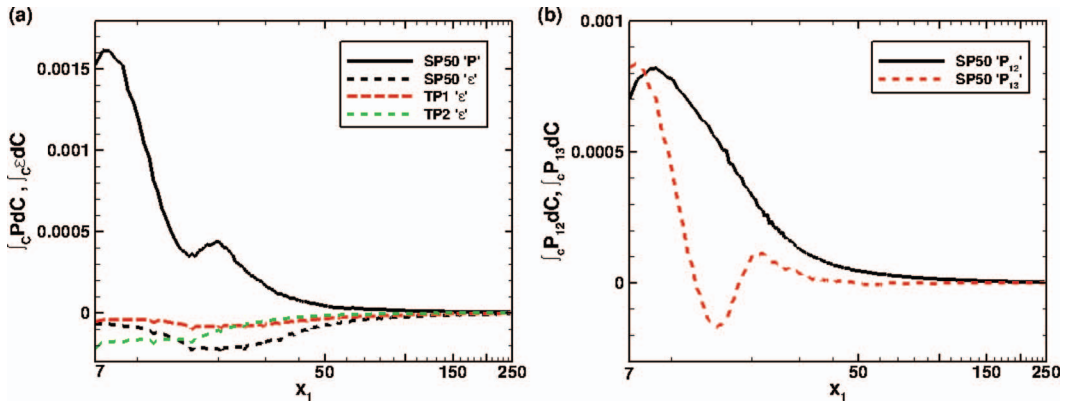 (a)
SP50 'P'
SP50 'ε'
TP1 'ε'
TP2 'ε'
0.0015
0.001
0.0005
0
∫CPdC , ∫CεdC
7 50 150 250
X1
(b)
SP50 'P12'
SP50 'P13'
0.001
0.0005
0
∫CP12dC, ∫CP13dC
7 50 150 250
X1